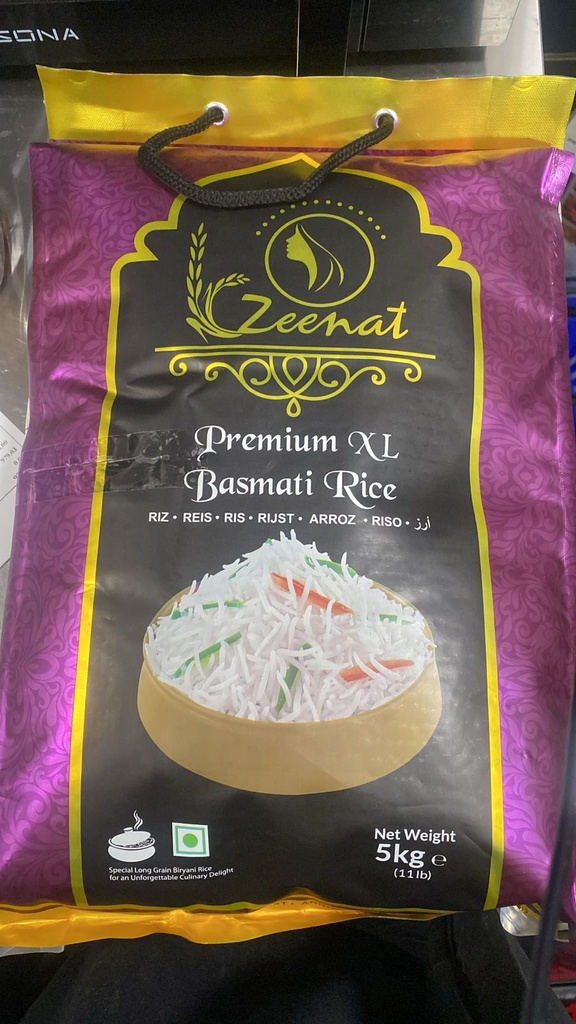 SONA
Zeenat
Premium XL
Basmati Rice
RIZ • REIS • RIS • RIJST • ARROZ • RISO • أرز
Net Weight
5kg ℮
(11 lb)
Special Long Grain Biryani Rice
for an Unforgettable Culinary Delight